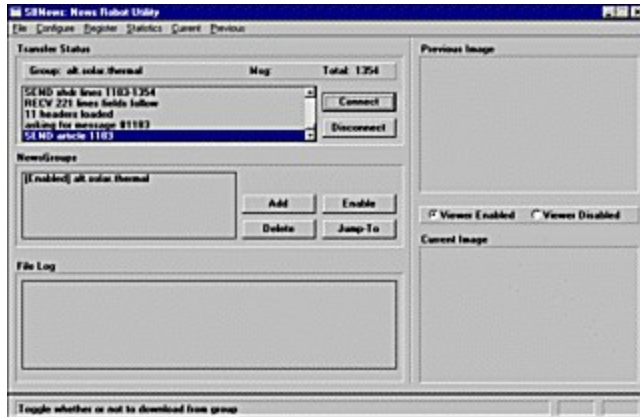 SBNews: News Robot Utility
File Configure Register Statistics Current Previous
Transfer Status
Group: alt.solar.thermal Msg: Total: 1354
SEND xhdr lines 1183-1354
RECV 221 lines fields follow
11 headers loaded
asking for message #1183
SEND article 1183
Connect
Disconnect
NewsGroups
[Enabled] alt.solar.thermal
Add Enable
Delete Jump-To
File Log
Previous Image
Viewer Enabled Viewer Disabled
Current Image
Toggle whether or not to download from group